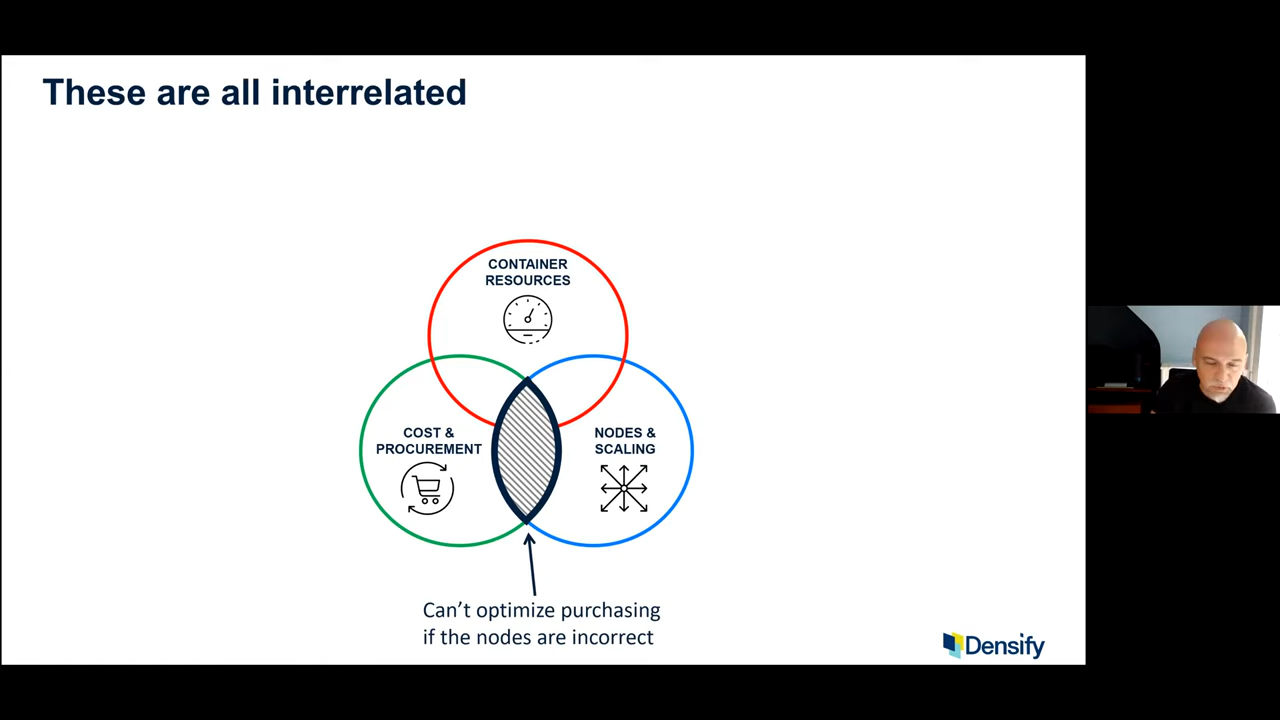 These are all interrelated
CONTAINER
RESOURCES
COST &
PROCUREMENT
NODES &
SCALING
Can't optimize purchasing
if the nodes are incorrect
Densify